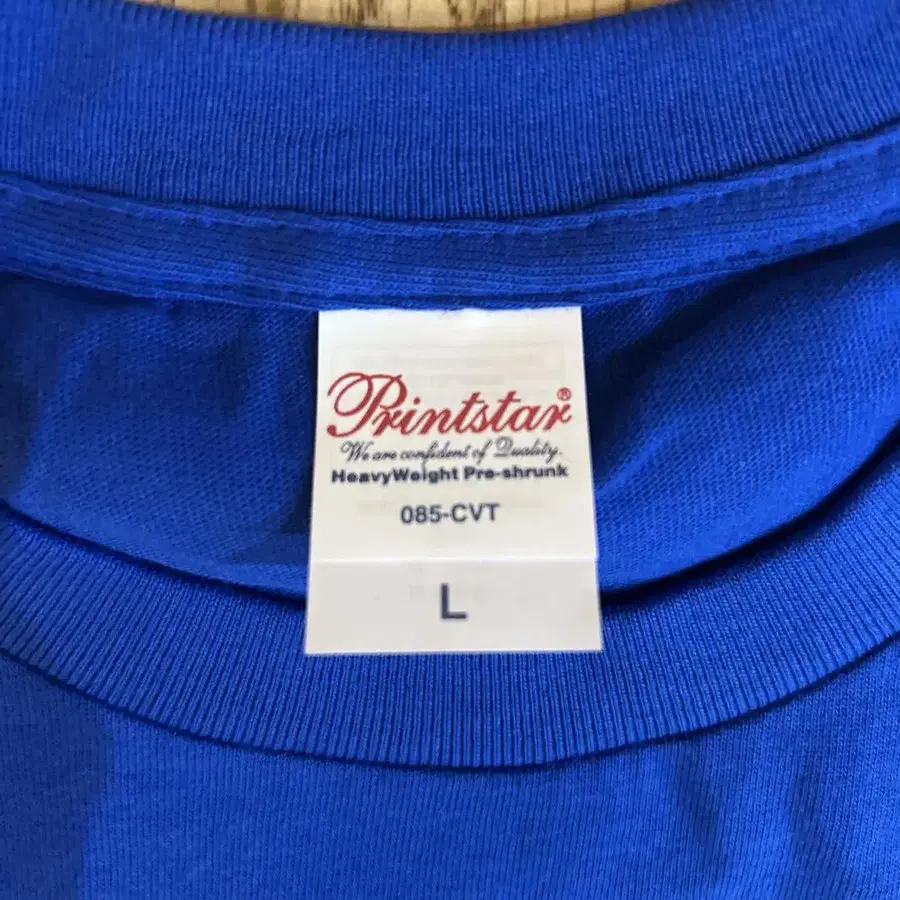 Printstar®
We are confident of Quality.
HeavyWeight Pre-shrunk
085-CVT
L